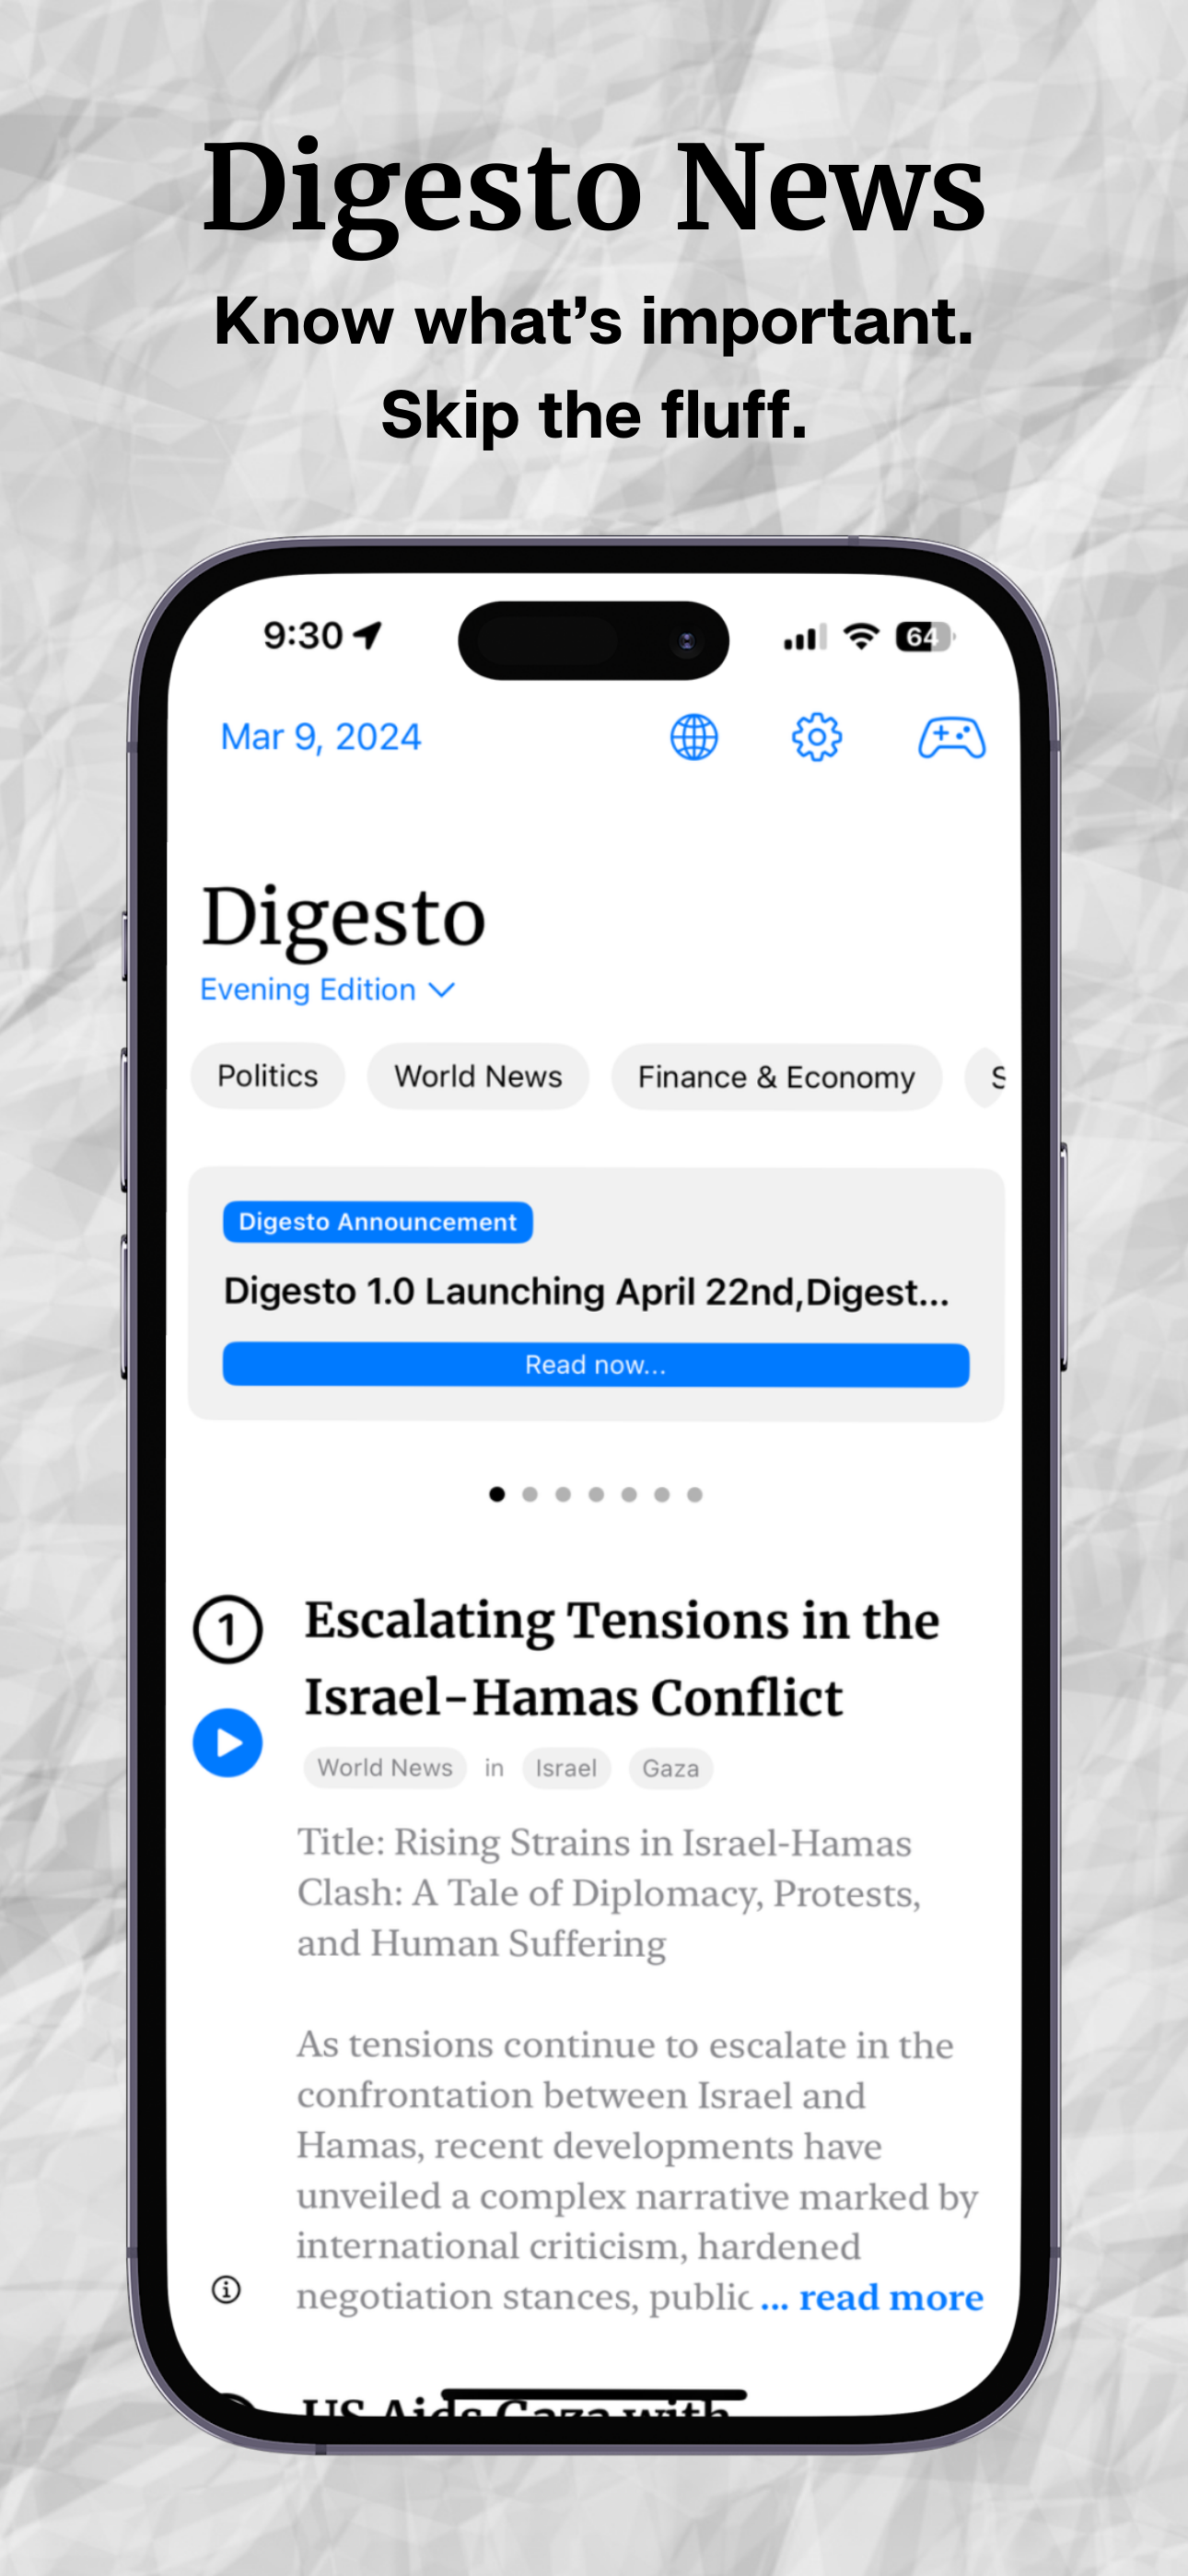 Digesto News
Know what’s important.
Skip the fluff.
9:30
64
Mar 9, 2024
Digesto
Evening Edition
Politics
World News
Finance & Economy
S
Digesto Announcement
Digesto 1.0 Launching April 22nd,Digest...
Read now...
1
Escalating Tensions in the
Israel-Hamas Conflict
World News in Israel Gaza
Title: Rising Strains in Israel-Hamas
Clash: A Tale of Diplomacy, Protests,
and Human Suffering
As tensions continue to escalate in the
confrontation between Israel and
Hamas, recent developments have
unveiled a complex narrative marked by
international criticism, hardened
negotiation stances, public ... read more
US Aids Gaza with